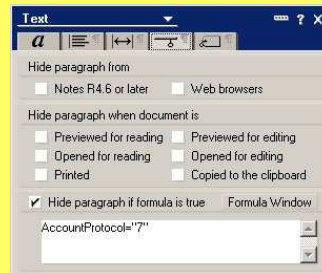 Text ? X
a
Hide paragraph from
Notes R4.6 or later Web browsers
Hide paragraph when document is
Previewed for reading Previewed for editing
Opened for reading Opened for editing
Printed Copied to the clipboard
Hide paragraph if formula is true Formula Window
AccountProtocol="7"